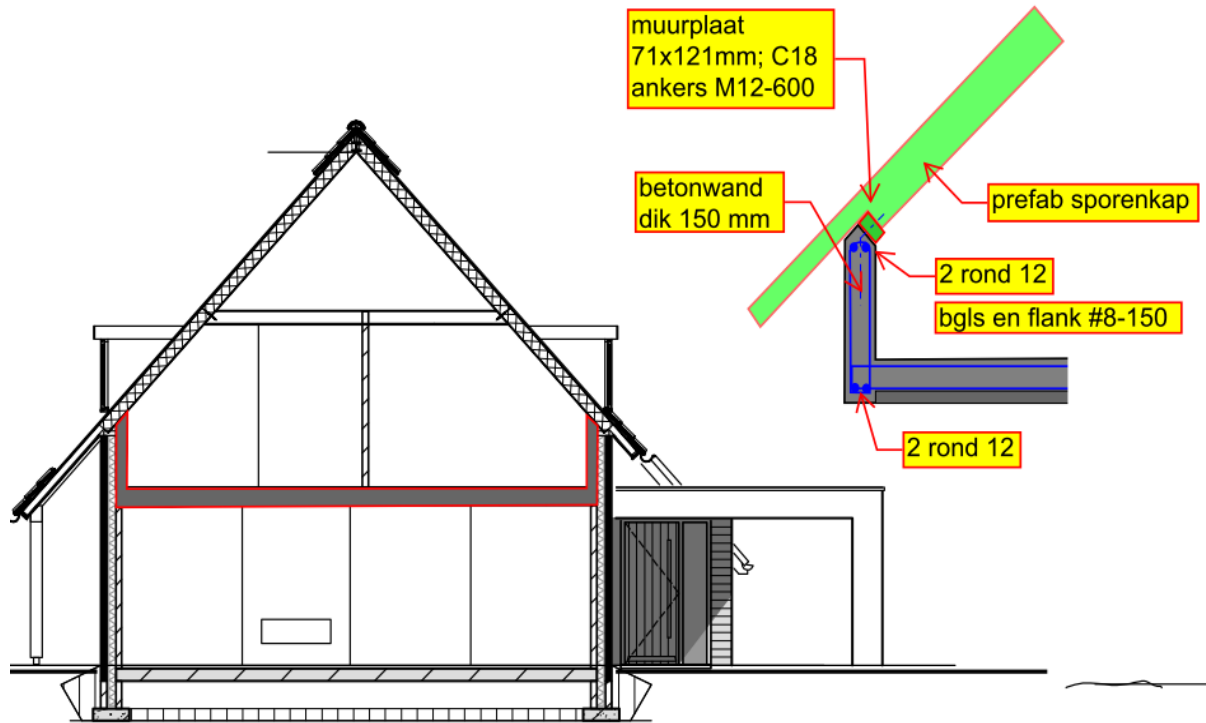 muurplaat
71x121mm; C18
ankers M12-600
betonwand
dik 150 mm
prefab sporenkap
2 rond 12
bgls en flank #8-150
2 rond 12